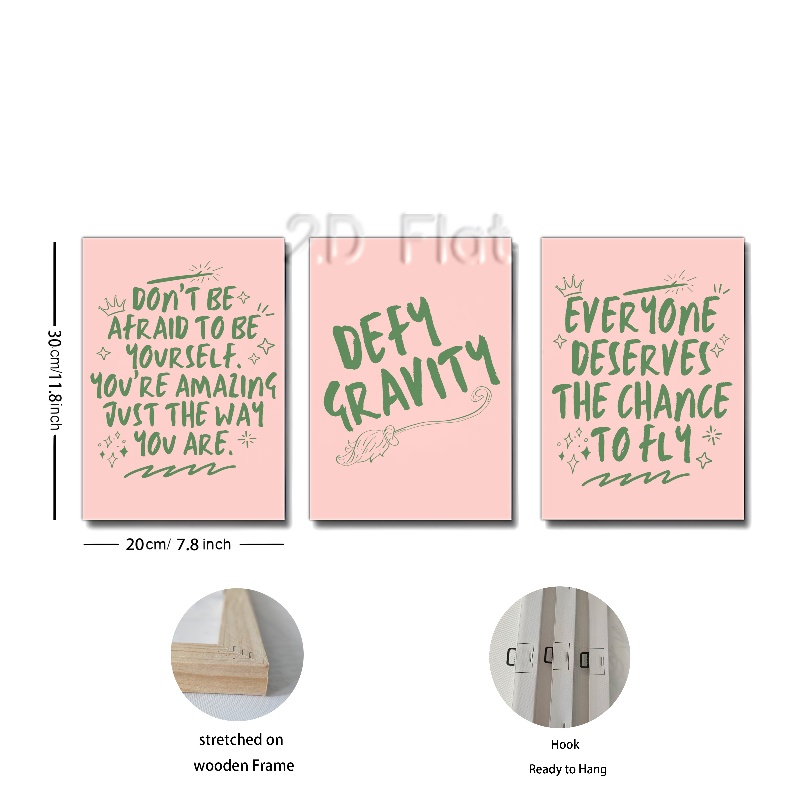 2.D Flat
DON'T BE
AFRAID TO BE
YOURSELF.
YOU'RE AMAZING
JUST THE WAY
YOU ARE.
DEFY
GRAVITY
EVERYONE
DESERVES
THE CHANCE
TO FLY
30cm/11.8inch
20cm/ 7.8 inch
stretched on
wooden Frame
Hook
Ready to Hang